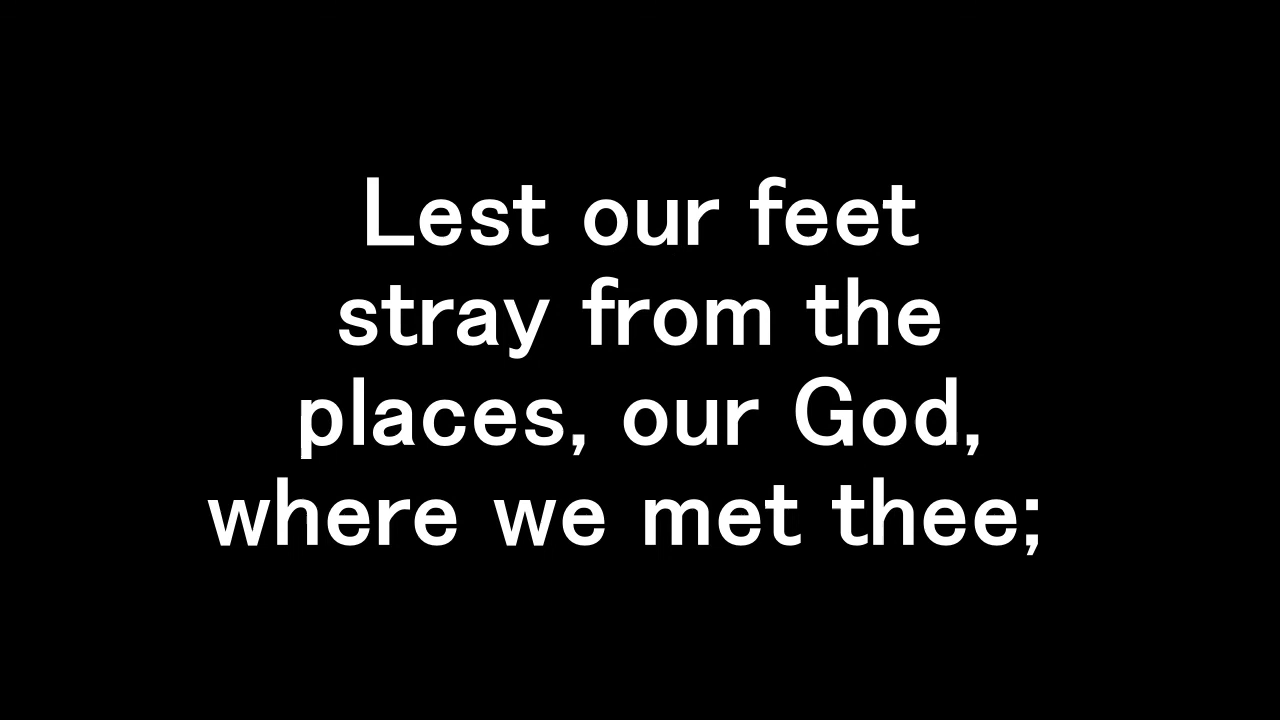 Lest our feet
stray from the
places, our God,
where we met thee;